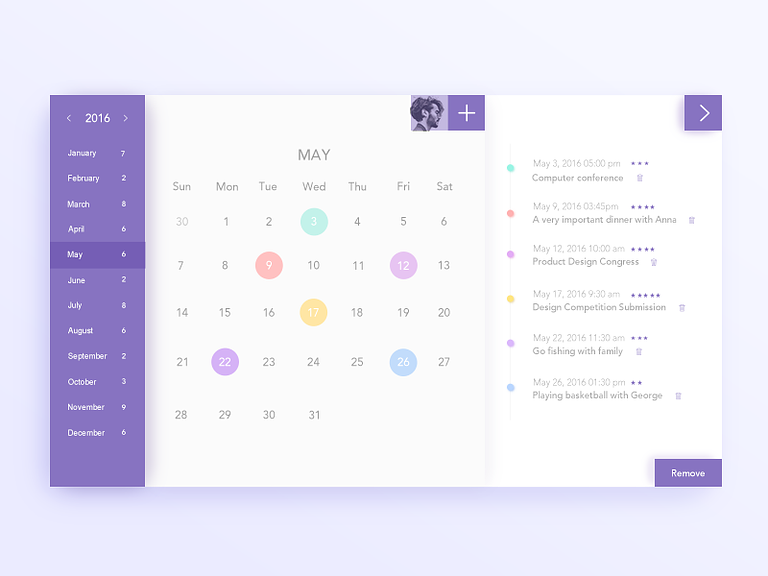 2016
January 7
February 2
March 8
April 6
May 6
June 2
July 8
August 6
September 2
October 3
November 9
December 6
MAY
Sun Mon Tue Wed Thu Fri Sat
30 1 2 3 4 5 6
7 8 9 10 11 12 13
14 15 16 17 18 19 20
21 22 23 24 25 26 27
28 29 30 31
May 3, 2016 05:00 pm
Computer conference
May 9, 2016 03:45pm
A very important dinner with Anna
May 12, 2016 10:00 am
Product Design Congress
May 17, 2016 9:30 am
Design Competition Submission
May 22, 2016 11:30 am
Go fishing with family
May 26, 2016 01:30 pm
Playing basketball with George
Remove